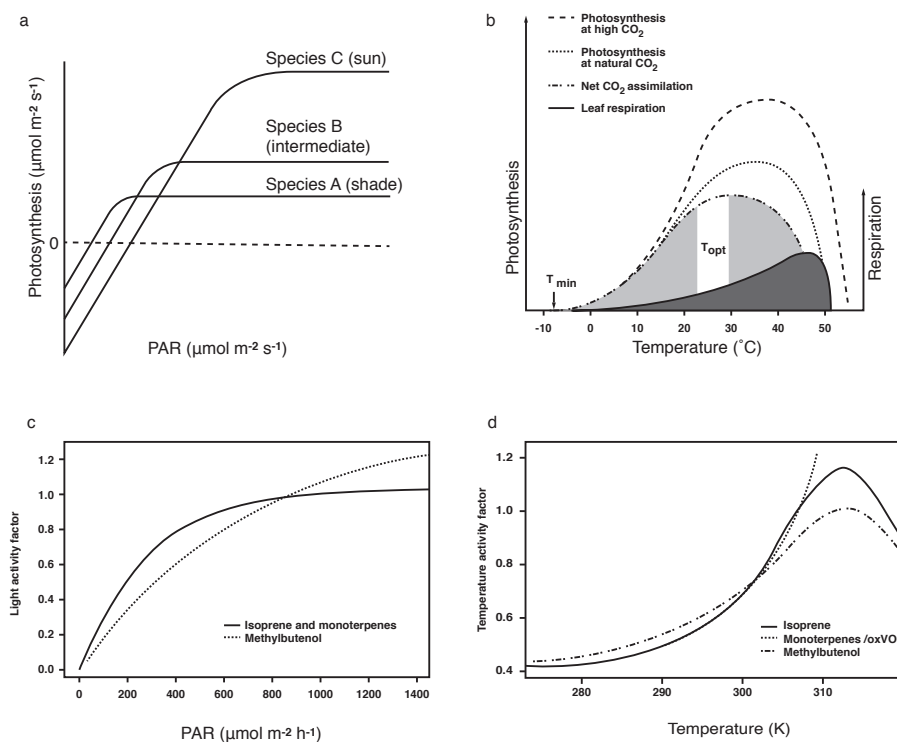 a
Species C (sun)
Species B
(intermediate)
Species A (shade)
0
Photosynthesis (μmol m⁻² s⁻¹)
PAR (μmol m⁻² s⁻¹)
b
Photosynthesis
at high CO₂
Photosynthesis
at natural CO₂
Net CO₂ assimilation
Leaf respiration
Photosynthesis
Respiration
T min
Topt
-10 0 10 20 30 40 50
Temperature (˚C)
c
1.2
1.0
0.8
0.6
0.4
0.2
0.0
Light activity factor
Isoprene and monoterpenes
Methylbutenol
0 200 400 600 800 1000 1200 1400
PAR (μmol m⁻² h⁻¹)
d
1.2
1.0
0.8
0.6
0.4
Temperature activity factor
Isoprene
Monoterpenes /oxVO
Methylbutenol
280 290 300 310
Temperature (K)